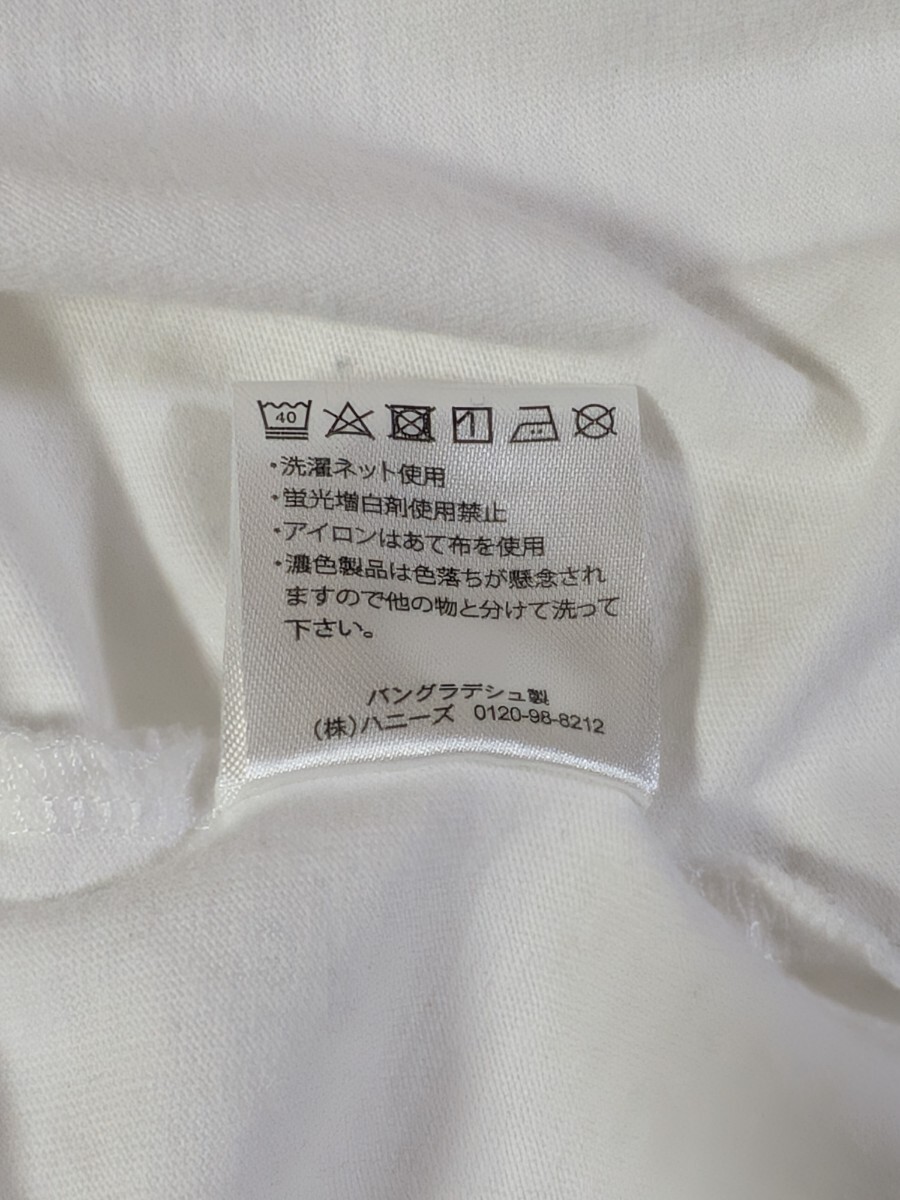 40
・洗濯ネット使用
・蛍光増白剤使用禁止
・アイロンはあて布を使用
・濃色製品は色落ちが懸念され
ますので他の物と分けて洗って
下さい。
バングラデシュ製
(株)ハニーズ 0120-98-8212